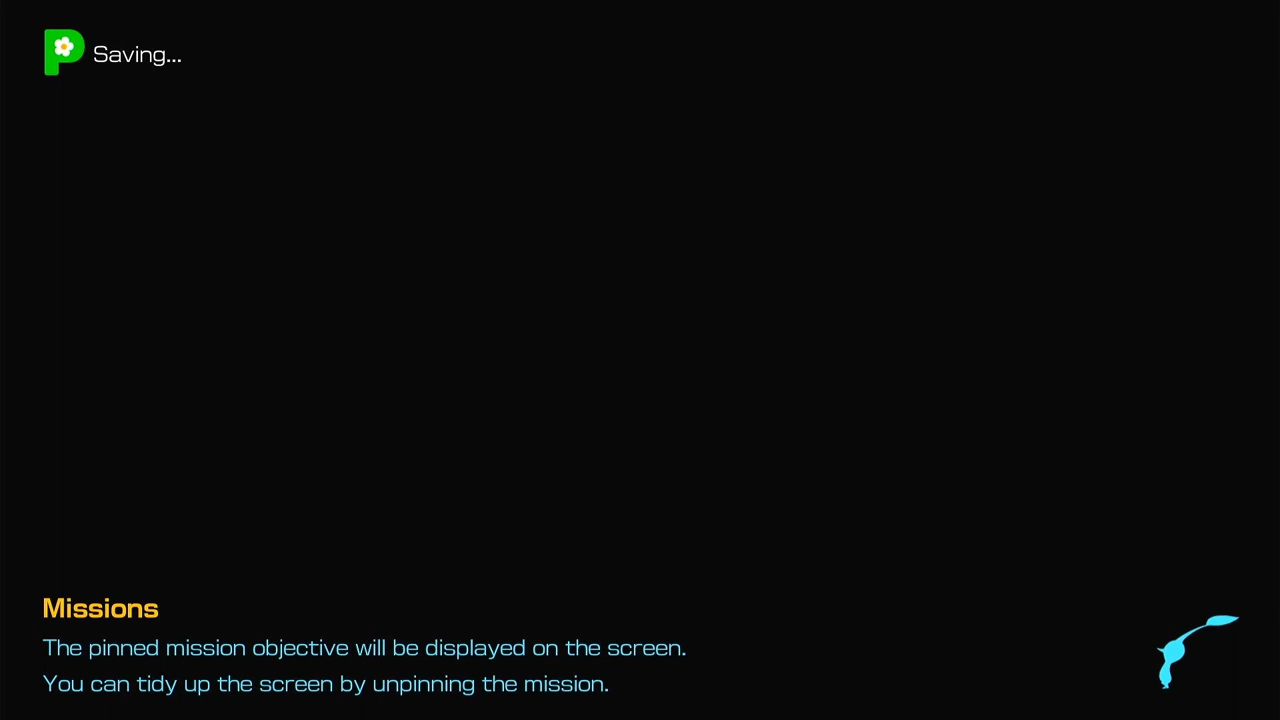 Saving...
Missions
The pinned mission objective will be displayed on the screen.
You can tidy up the screen by unpinning the mission.